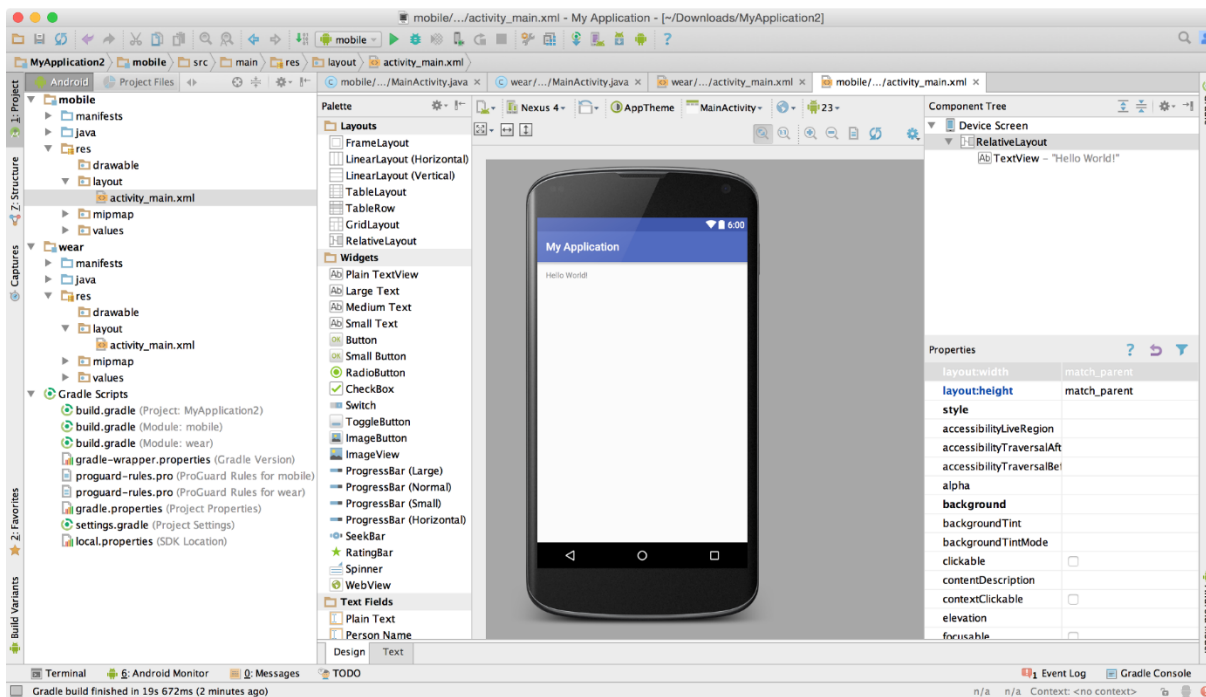 mobile/.../activity_main.xml - My Application - [~/Downloads/MyApplication2]
mobile
?
MyApplication2 mobile src main res layout activity_main.xml
1: Project
Z: Structure
Captures
2: Favorites
Build Variants
Android Project Files
mobile
manifests
java
res
drawable
layout
activity_main.xml
mipmap
values
wear
manifests
java
res
drawable
layout
activity_main.xml
mipmap
values
Gradle Scripts
build.gradle (Project: MyApplication2)
build.gradle (Module: mobile)
build.gradle (Module: wear)
gradle-wrapper.properties (Gradle Version)
proguard-rules.pro (ProGuard Rules for mobile)
proguard-rules.pro (ProGuard Rules for wear)
gradle.properties (Project Properties)
settings.gradle (Project Settings)
local.properties (SDK Location)
mobile/.../MainActivity.java wear/.../MainActivity.java wear/.../activity_main.xml mobile/.../activity_main.xml
Palette
Layouts
FrameLayout
LinearLayout (Horizontal)
LinearLayout (Vertical)
TableLayout
TableRow
GridLayout
RelativeLayout
Widgets
Ab Plain TextView
Ab Large Text
Ab Medium Text
Ab Small Text
OK Button
OK Small Button
RadioButton
CheckBox
Switch
ToggleButton
ImageButton
ImageView
ProgressBar (Large)
ProgressBar (Normal)
ProgressBar (Small)
ProgressBar (Horizontal)
SeekBar
RatingBar
Spinner
WebView
Text Fields
Plain Text
Person Name
Nexus 4 AppTheme MainActivity 23
6:00
My Application
Hello World!
Design Text
Component Tree
Device Screen
RelativeLayout
Ab TextView - "Hello World!"
Properties ?
layout:width match_parent
layout:height match_parent
style
accessibilityLiveRegion
accessibilityTraversalAft
accessibilityTraversalBef
alpha
background
backgroundTint
backgroundTintMode
clickable
contentDescription
contextClickable
elevation
focusable
Terminal 6: Android Monitor 0: Messages TODO 1 Event Log Gradle Console
Gradle build finished in 19s 672ms (2 minutes ago) n/a n/a Context: <no context>